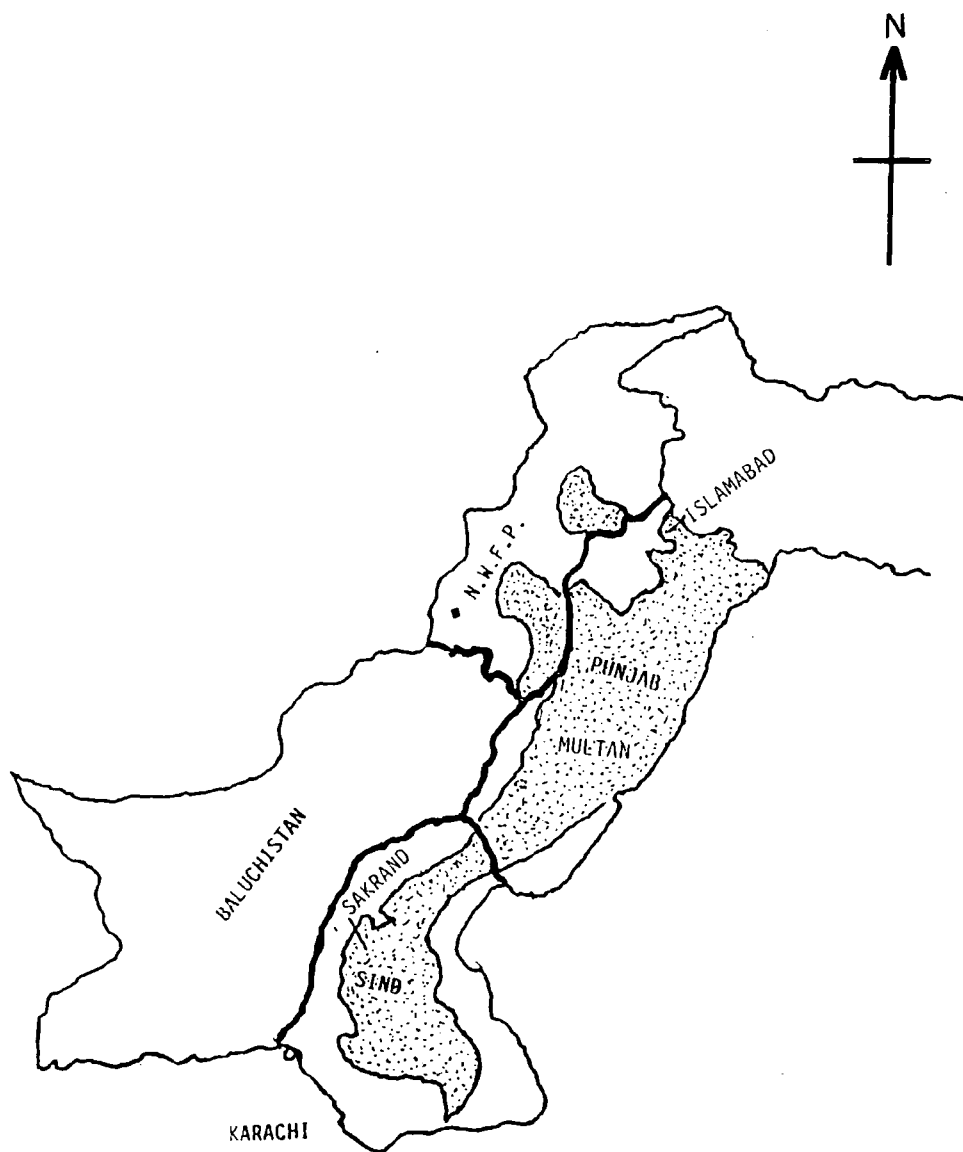 N
ISLAMABAD
N.W.F.P.
PUNJAB
MULTAN
BALUCHISTAN
SAKRAND
SIND
KARACHI